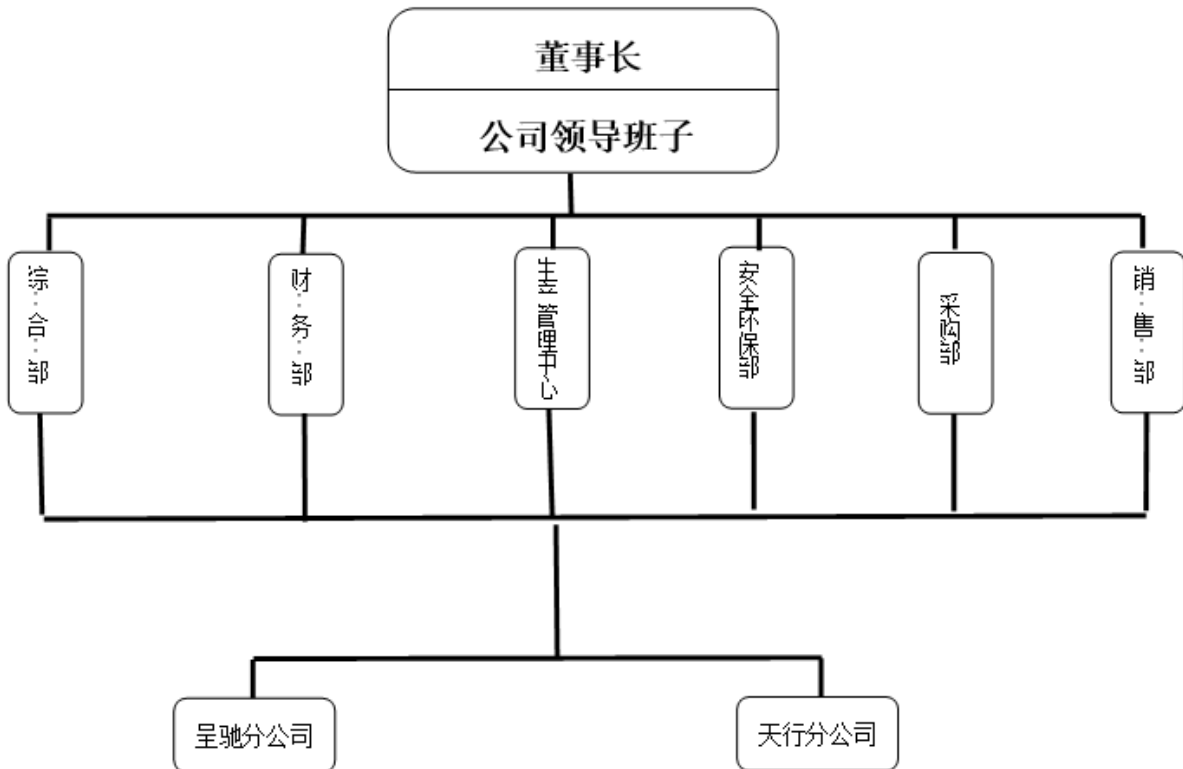 董事长
公司领导班子
综合部
财务部
生产管理中心
安全环保部
采购部
销售部
呈驰分公司
天行分公司